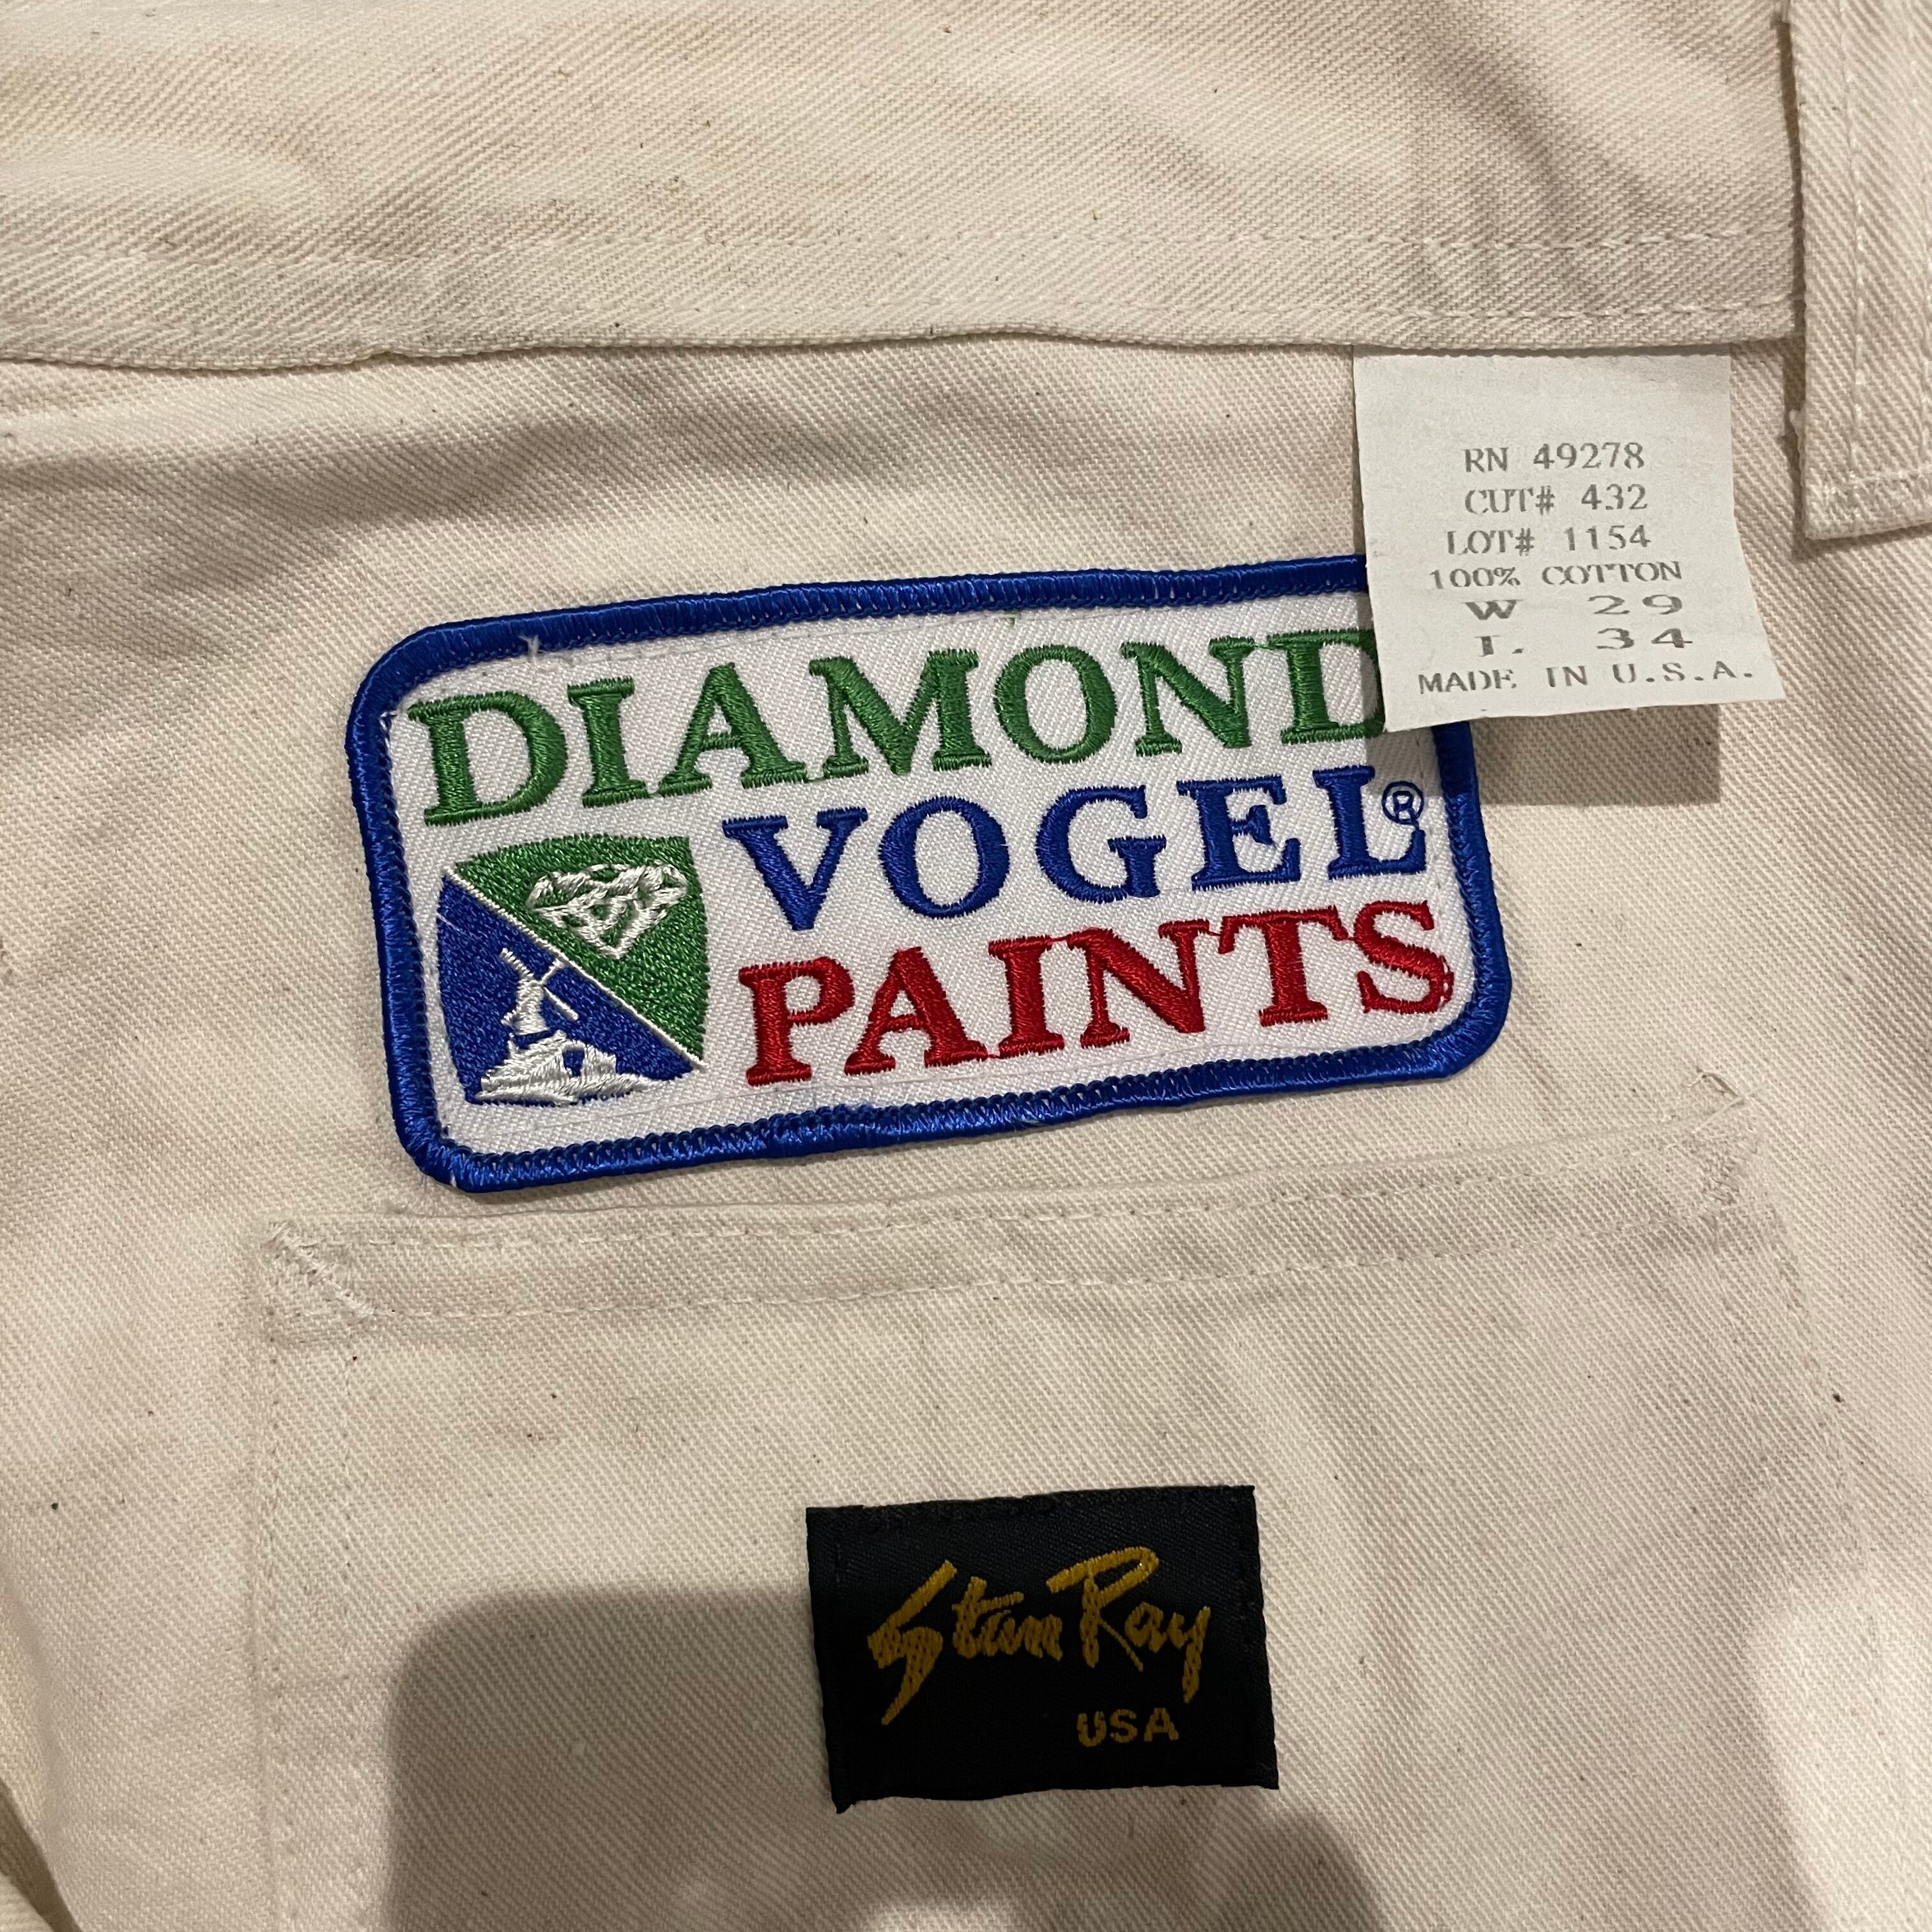 RN 49278
CUT# 432
LOT# 1154
100% COTTON
W 29
L 34
MADE IN U.S.A.
DIAMOND
VOGEL®
PAINTS
Stan Ray
USA